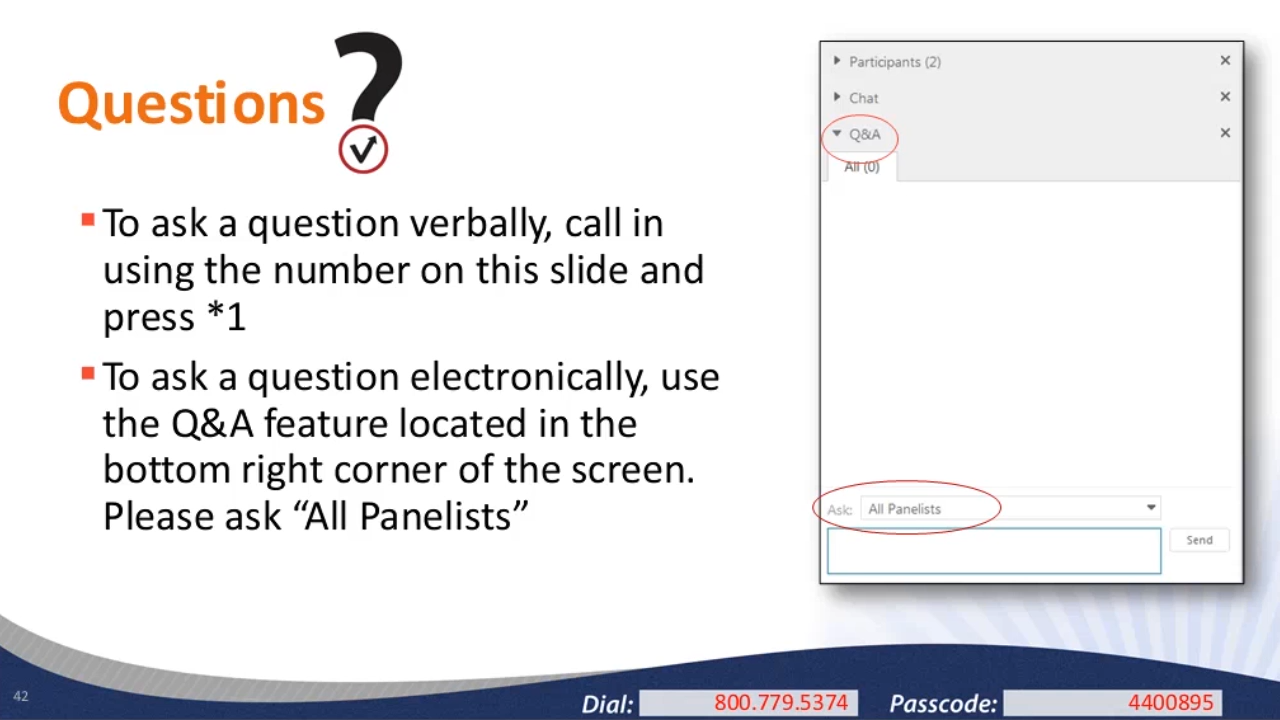 Questions
To ask a question verbally, call in
using the number on this slide and
press *1
To ask a question electronically, use
the Q&A feature located in the
bottom right corner of the screen.
Please ask “All Panelists”
Participants (2)
Chat
Q&A
All (0)
Ask: All Panelists
Send
42
Dial: 800.779.5374 Passcode: 4400895